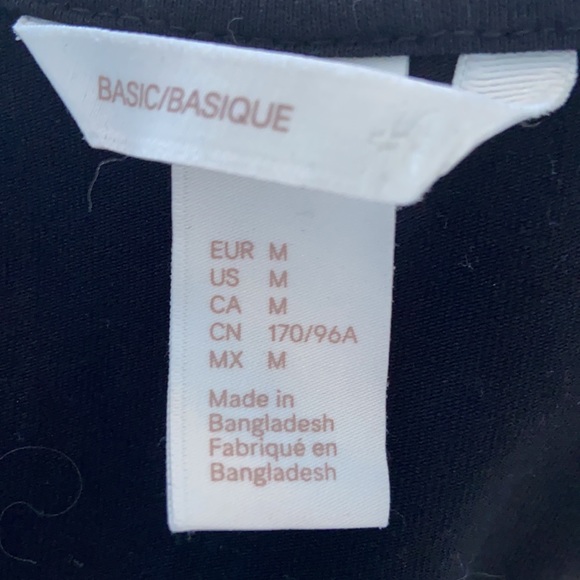 BASIC/BASIQUE
EUR M
US M
CA M
CN 170/96A
MX M
Made in
Bangladesh
Fabriqué en
Bangladesh